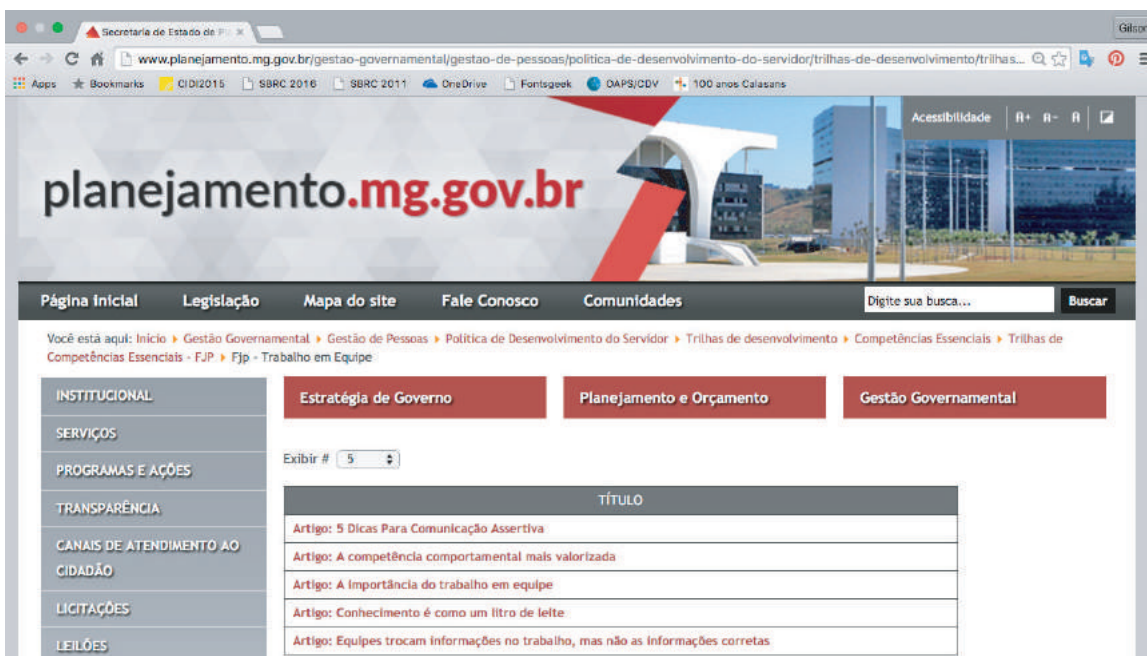 Secretaria de Estado de Pl
Gilson
www.planejamento.mg.gov.br/gestao-governamental/gestao-de-pessoas/politica-de-desenvolvimento-do-servidor/trilhas-de-desenvolvimento/trilhas...
Apps Bookmarks CIDI2015 SBRC 2016 SBRC 2011 OneDrive Fontsgeek OAPS/CDV 100 anos Calasans
Acessibilidade A+ A- A
planejamento.mg.gov.br
Página inicial Legislação Mapa do site Fale Conosco Comunidades Digite sua busca... Buscar
Você está aqui: Início Gestão Governamental Gestão de Pessoas Política de Desenvolvimento do Servidor Trilhas de desenvolvimento Competências Essenciais Trilhas de
Competências Essenciais - FJP Fjp - Trabalho em Equipe
INSTITUCIONAL
SERVIÇOS
PROGRAMAS E AÇÕES
TRANSPARÊNCIA
CANAIS DE ATENDIMENTO AO
CIDADÃO
LICITAÇÕES
LEILÕES
Estratégia de Governo Planejamento e Orçamento Gestão Governamental
Exibir # 5
TÍTULO
Artigo: 5 Dicas Para Comunicação Assertiva
Artigo: A competência comportamental mais valorizada
Artigo: A importância do trabalho em equipe
Artigo: Conhecimento é como um litro de leite
Artigo: Equipes trocam informações no trabalho, mas não as informações corretas